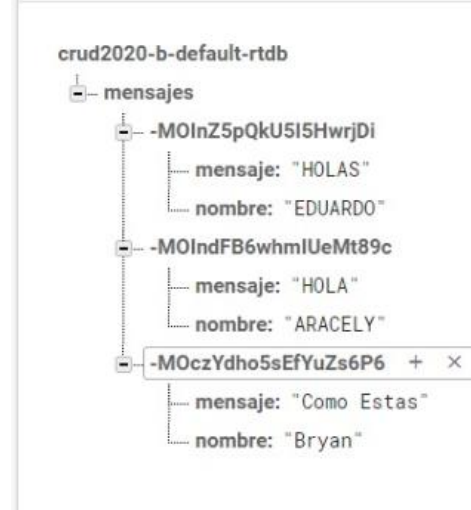 crud2020-b-default-rtdb
mensajes
-MOInZ5pQkU5I5HwrjDi
mensaje: "HOLAS"
nombre: "EDUARDO"
-MOIndFB6whmIUeMt89c
mensaje: "HOLA"
nombre: "ARACELY"
-MOczYdho5sEfYuZs6P6 + ×
mensaje: "Como Estas"
nombre: "Bryan"